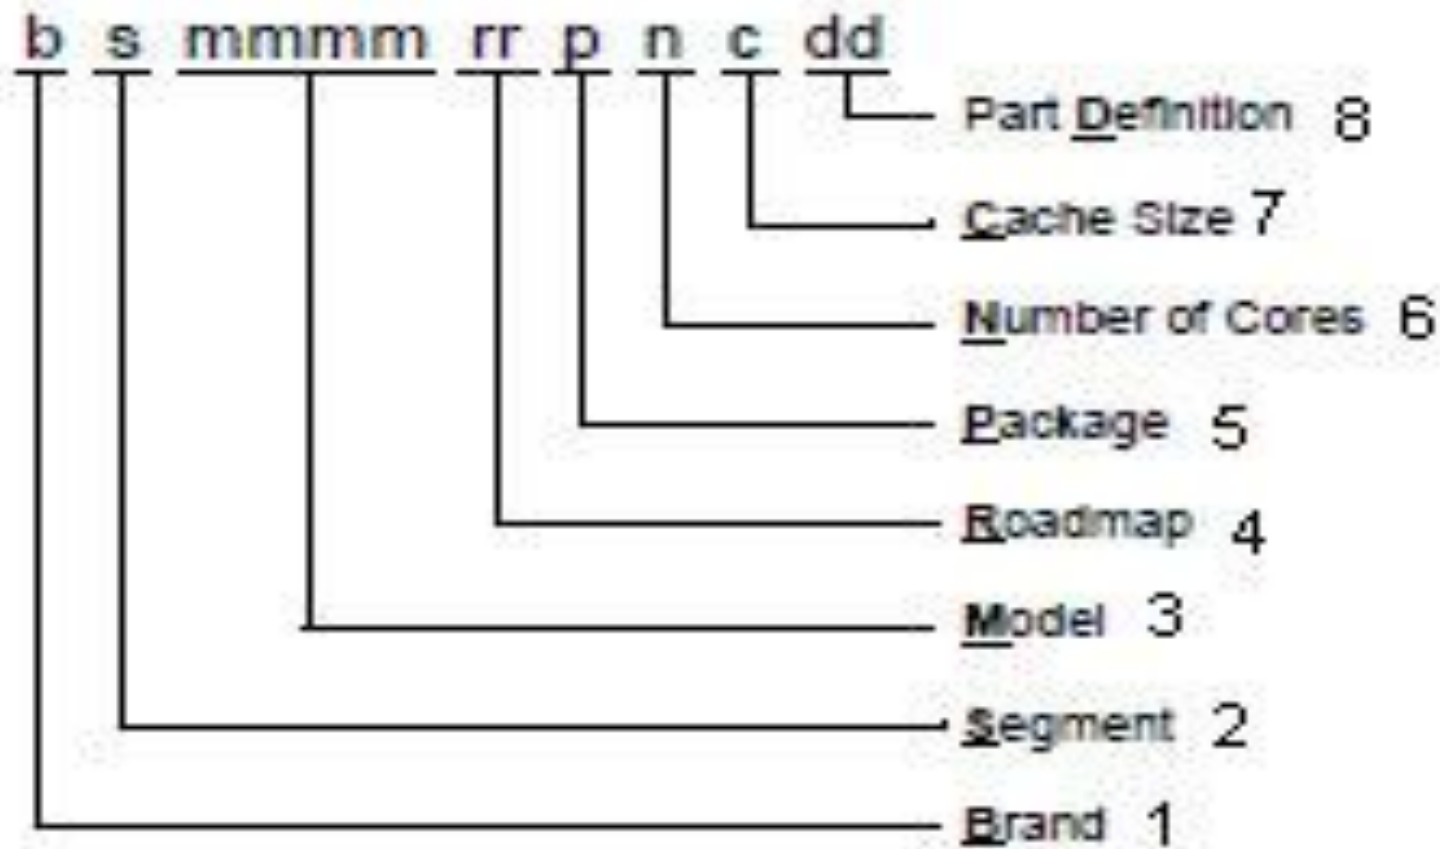 b s mmmm rr p n c dd
Part Definition 8
Cache Size 7
Number of Cores 6
Package 5
Roadmap 4
Model 3
Segment 2
Brand 1